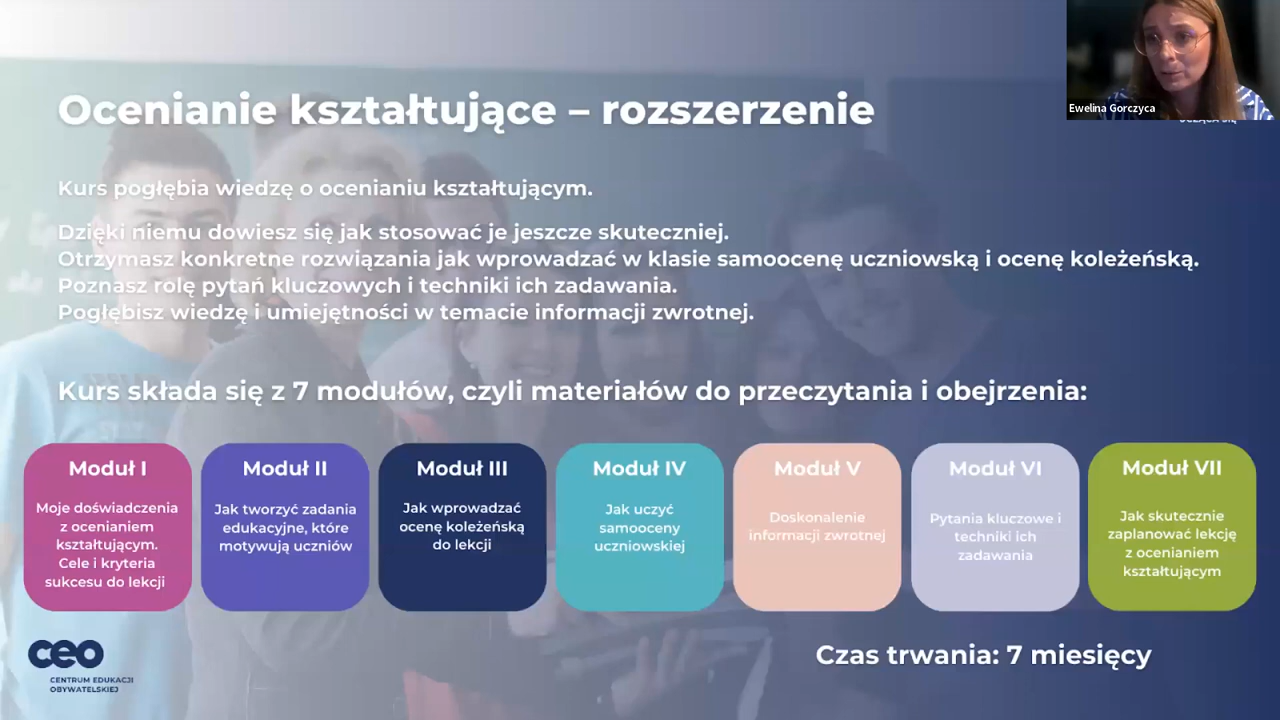 Ewelina Gorczyca
Ocenianie kształtujące – rozszerzenie
Kurs pogłębia wiedzę o ocenianiu kształtującym.
Dzięki niemu dowiesz się jak stosować je jeszcze skuteczniej.
Otrzymasz konkretne rozwiązania jak wprowadzać w klasie samoocenę uczniowską i ocenę koleżeńską.
Poznasz rolę pytań kluczowych i techniki ich zadawania.
Pogłębisz wiedzę i umiejętności w temacie informacji zwrotnej.
Kurs składa się z 7 modułów, czyli materiałów do przeczytania i obejrzenia:
Moduł I
Moje doświadczenia
z ocenianiem
kształtującym.
Cele i kryteria
sukcesu do lekcji
Moduł II
Jak tworzyć zadania
edukacyjne, które
motywują uczniów
Moduł III
Jak wprowadzać
ocenę koleżeńską
do lekcji
Moduł IV
Jak uczyć
samooceny
uczniowskiej
Moduł V
Doskonalenie
informacji zwrotnej
Moduł VI
Pytania kluczowe i
techniki ich
zadawania
Moduł VII
Jak skutecznie
zaplanować lekcję
z ocenianiem
kształtującym
Czas trwania: 7 miesięcy
ceo
CENTRUM EDUKACJI
OBYWATELSKIEJ